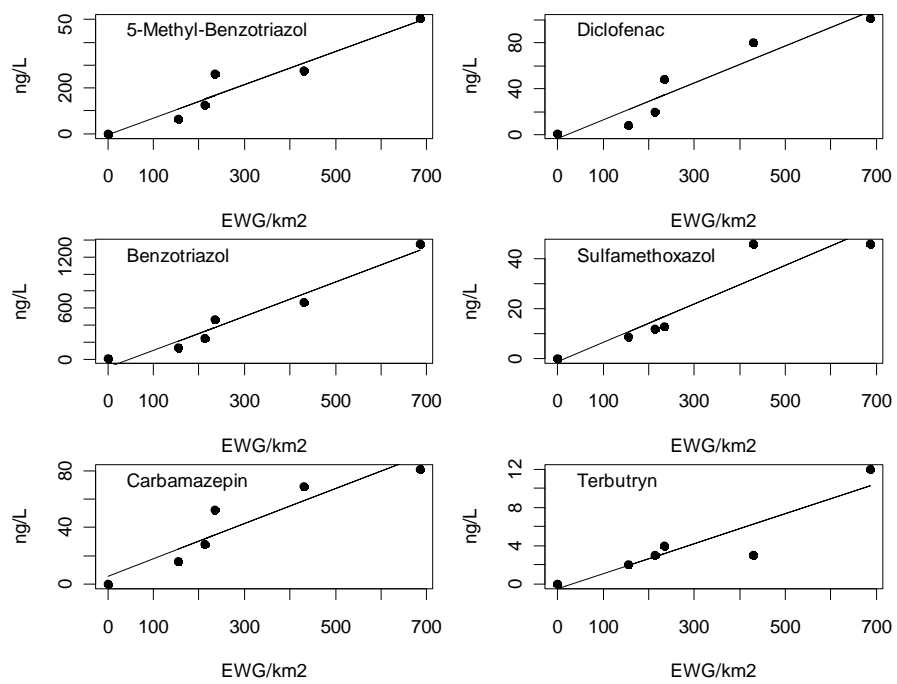 5-Methyl-Benzotriazol
ng/L
50
200
0
0 100 300 500 700
EWG/km2
Diclofenac
ng/L
80
40
0
0 100 300 500 700
EWG/km2
Benzotriazol
ng/L
1200
600
0
0 100 300 500 700
EWG/km2
Sulfamethoxazol
ng/L
40
20
0
0 100 300 500 700
EWG/km2
Carbamazepin
ng/L
80
40
0
0 100 300 500 700
EWG/km2
Terbutryn
ng/L
12
8
4
0
0 100 300 500 700
EWG/km2